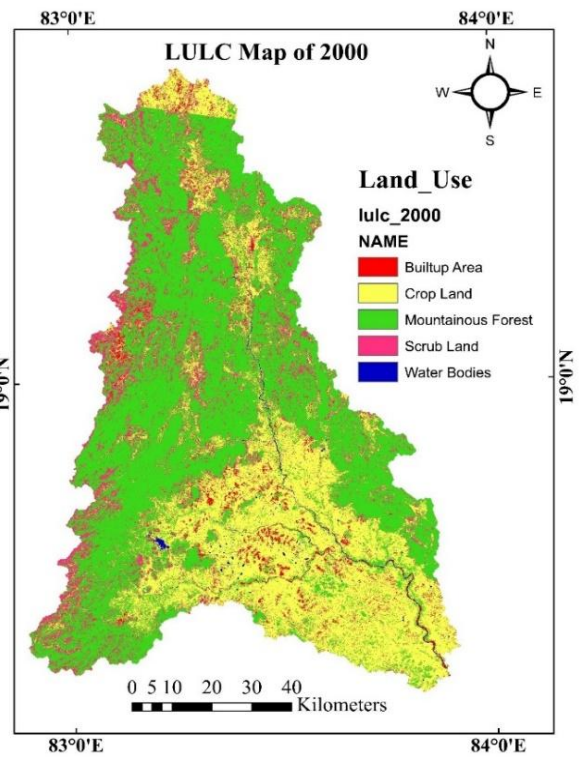 83°0'E 84°0'E
LULC Map of 2000
N
W E
S
Land_Use
lulc_2000
NAME
Builtup Area
Crop Land
Mountainous Forest
Scrub Land
Water Bodies
19°0'N 19°0'N
0 5 10 20 30 40
Kilometers
83°0'E 84°0'E